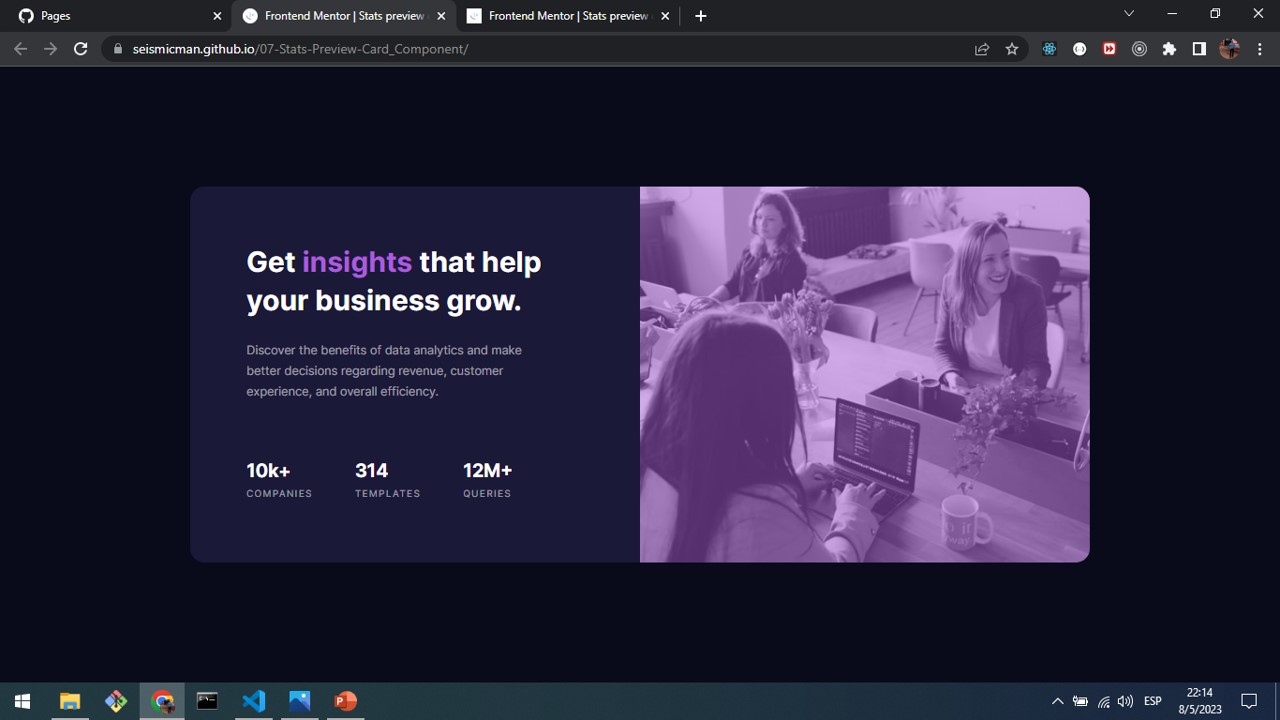 Pages
Frontend Mentor | Stats preview
Frontend Mentor | Stats preview
seismicman.github.io/07-Stats-Preview-Card_Component/
Get insights that help
your business grow.
Discover the benefits of data analytics and make
better decisions regarding revenue, customer
experience, and overall efficiency.
10k+ 314 12M+
COMPANIES TEMPLATES QUERIES
ESP
22:14
8/5/2023